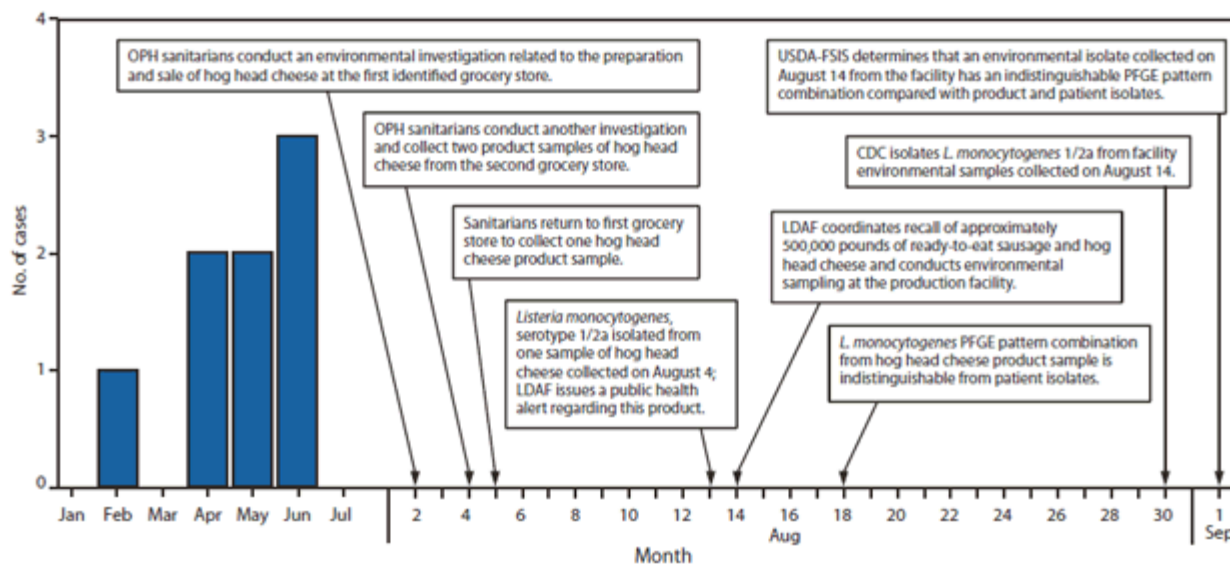 4
OPH sanitarians conduct an environmental investigation related to the preparation
and sale of hog head cheese at the first identified grocery store.
USDA-FSIS determines that an environmental isolate collected on
August 14 from the facility has an indistinguishable PFGE pattern
combination compared with product and patient isolates.
OPH sanitarians conduct another investigation
and collect two product samples of hog head
cheese from the second grocery store.
3
CDC isolates L. monocytogenes 1/2a from facility
environmental samples collected on August 14.
Sanitarians return to first grocery
store to collect one hog head
cheese product sample.
LDAF coordinates recall of approximately
500,000 pounds of ready-to-eat sausage and hog
head cheese and conducts environmental
sampling at the production facility.
No. of cases
2
Listeria monocytogenes,
serotype 1/2a isolated from
one sample of hog head
cheese collected on August 4;
LDAF issues a public health
alert regarding this product.
L. monocytogenes PFGE pattern combination
from hog head cheese product sample is
indistinguishable from patient isolates.
1
0
Jan Feb Mar Apr May Jun Jul 2 4 6 8 10 12 14 16 18 20 22 24 26 28 30 1
Aug Sep
Month